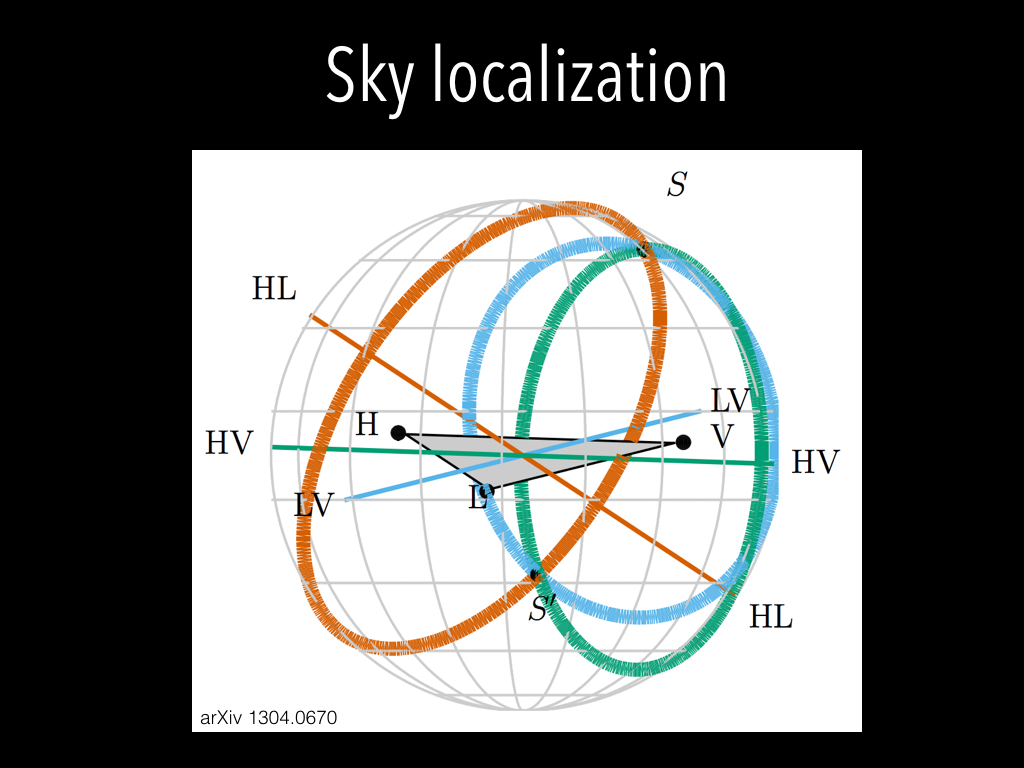 Sky localization
S
HL
LV
H
V
HV
HV
L
LV
S′
HL
arXiv 1304.0670